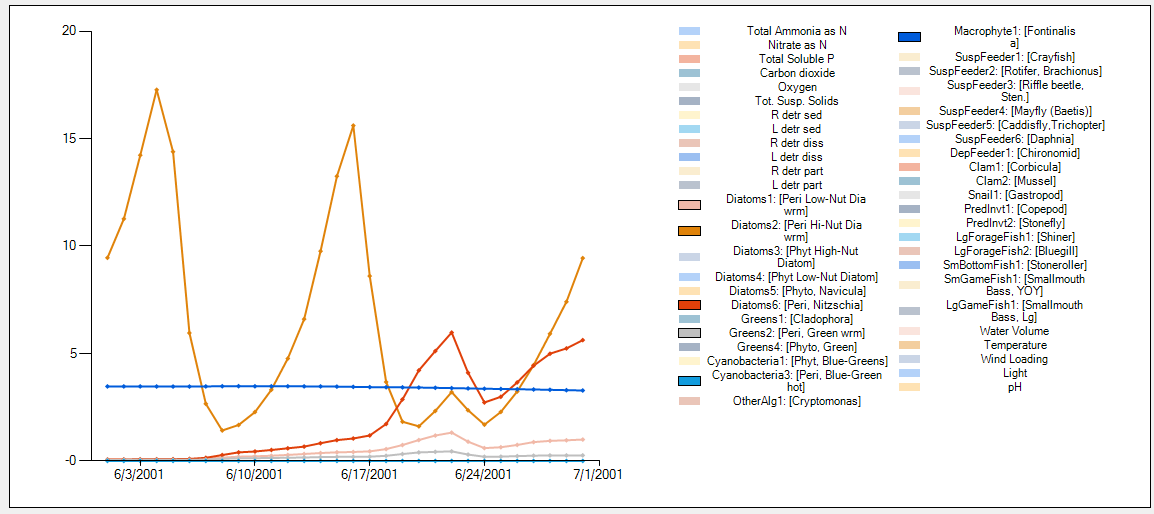 20
15
10
5
-0
6/3/2001
6/10/2001
6/17/2001
6/24/2001
7/1/2001
Total Ammonia as N
Nitrate as N
Total Soluble P
Carbon dioxide
Oxygen
Tot. Susp. Solids
R detr sed
L detr sed
R detr diss
L detr diss
R detr part
L detr part
Diatoms1: [Peri Low-Nut Dia
wrm]
Diatoms2: [Peri Hi-Nut Dia
wrm]
Diatoms3: [Phyt High-Nut
Diatom]
Diatoms4: [Phyt Low-Nut Diatom]
Diatoms5: [Phyto, Navicula]
Diatoms6: [Peri, Nitzschia]
Greens1: [Cladophora]
Greens2: [Peri, Green wrm]
Greens4: [Phyto, Green]
Cyanobacteria1: [Phyt, Blue-Greens]
Cyanobacteria3: [Peri, Blue-Green
hot]
OtherAlg1: [Cryptomonas]
Macrophyte1: [Fontinalis
a]
SuspFeeder1: [Crayfish]
SuspFeeder2: [Rotifer, Brachionus]
SuspFeeder3: [Riffle beetle,
Sten.]
SuspFeeder4: [Mayfly (Baetis)]
SuspFeeder5: [Caddisfly,Trichopter]
SuspFeeder6: [Daphnia]
DepFeeder1: [Chironomid]
Clam1: [Corbicula]
Clam2: [Mussel]
Snail1: [Gastropod]
PredInvt1: [Copepod]
PredInvt2: [Stonefly]
LgForageFish1: [Shiner]
LgForageFish2: [Bluegill]
SmBottomFish1: [Stoneroller]
SmGameFish1: [Smallmouth
Bass, YOY]
LgGameFish1: [Smallmouth
Bass, Lg]
Water Volume
Temperature
Wind Loading
Light
pH